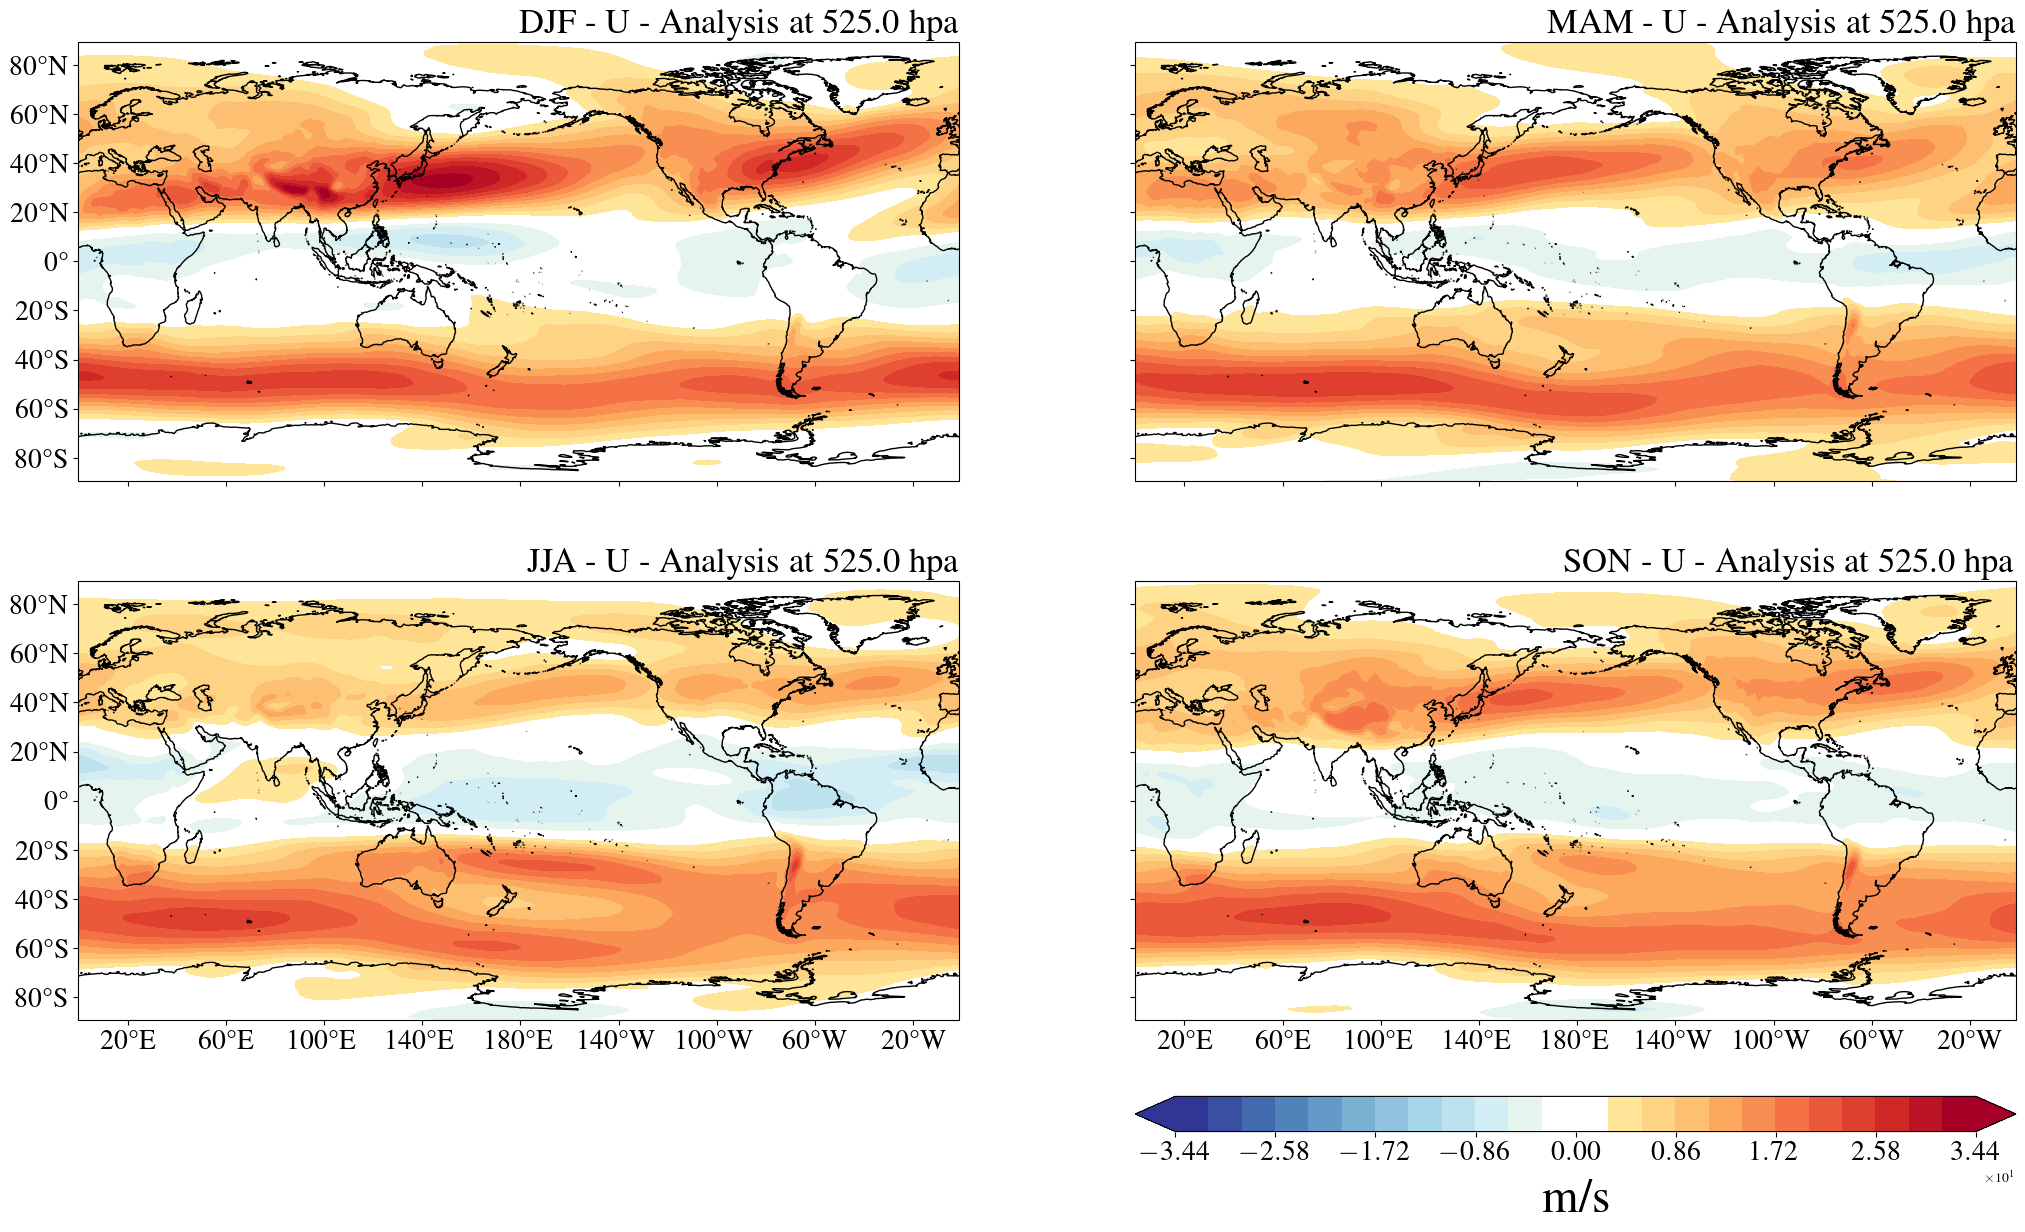 DJF - U - Analysis at 525.0 hpa
MAM - U - Analysis at 525.0 hpa
80°N
60°N
40°N
20°N
0°
20°S
40°S
60°S
80°S
JJA - U - Analysis at 525.0 hpa
SON - U - Analysis at 525.0 hpa
80°N
60°N
40°N
20°N
0°
20°S
40°S
60°S
80°S
20°E 60°E 100°E 140°E 180°E 140°W 100°W 60°W 20°W
20°E 60°E 100°E 140°E 180°E 140°W 100°W 60°W 20°W
−3.44 −2.58 −1.72 −0.86 0.00 0.86 1.72 2.58 3.44
×10¹
m/s